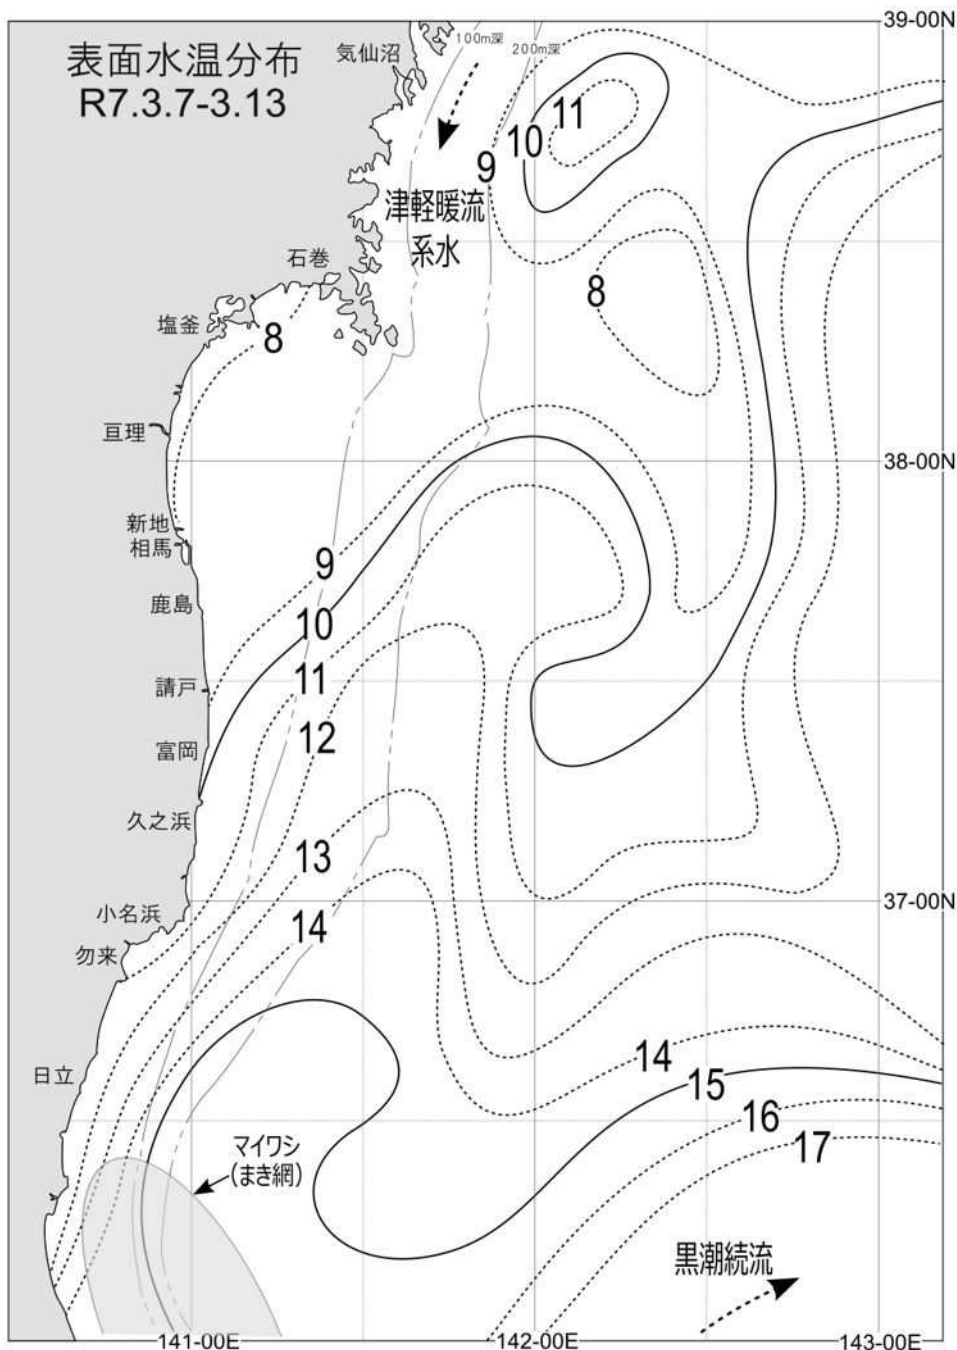 39-00N
表面水温分布
R7.3.7-3.13
気仙沼
100m深
200m深
11
10
9
津軽暖流
系水
石巻
8
塩釜
8
亘理
38-00N
新地
相馬
9
鹿島
10
11
請戸
12
富岡
久之浜
13
37-00N
小名浜
14
勿来
14
日立
15
16
17
マイワシ
(まき網)
黒潮続流
141-00E
142-00E
143-00E